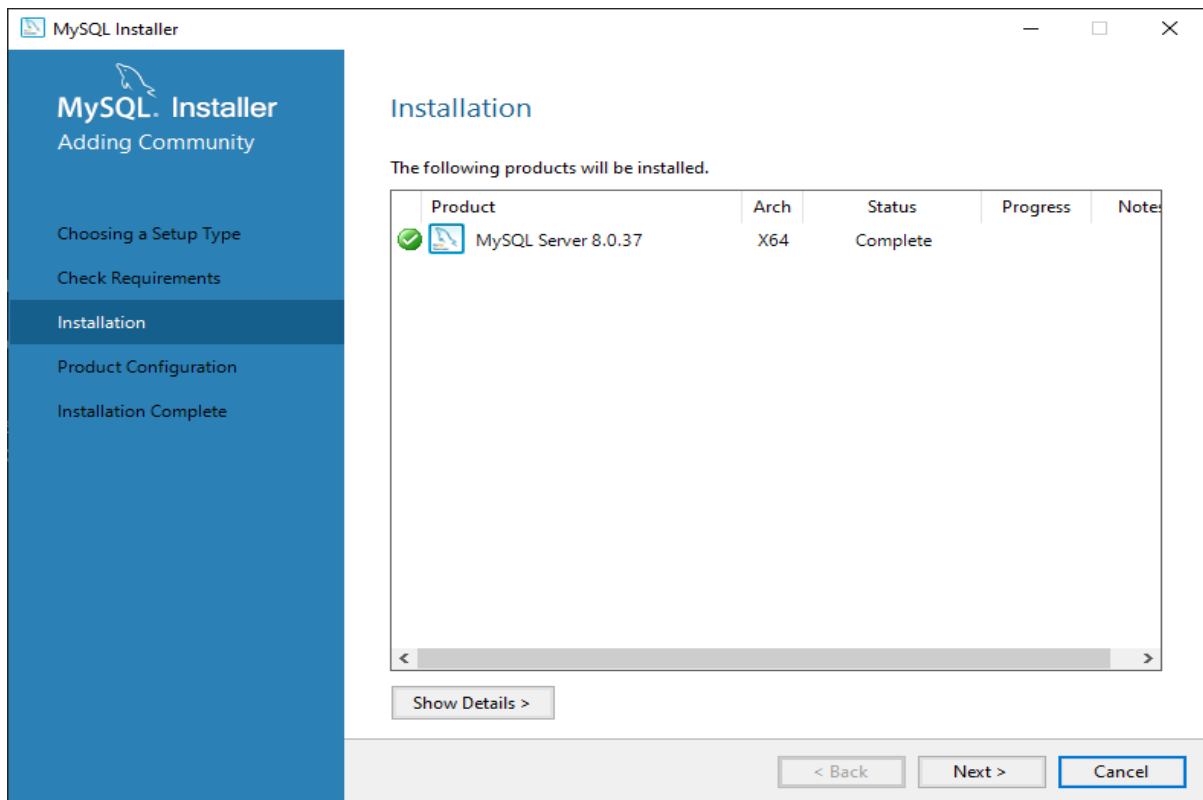 MySQL Installer
MySQL. Installer
Adding Community
Choosing a Setup Type
Check Requirements
Installation
Product Configuration
Installation Complete
Installation
The following products will be installed.
Product Arch Status Progress Notes
MySQL Server 8.0.37 X64 Complete
Show Details >
< Back Next > Cancel